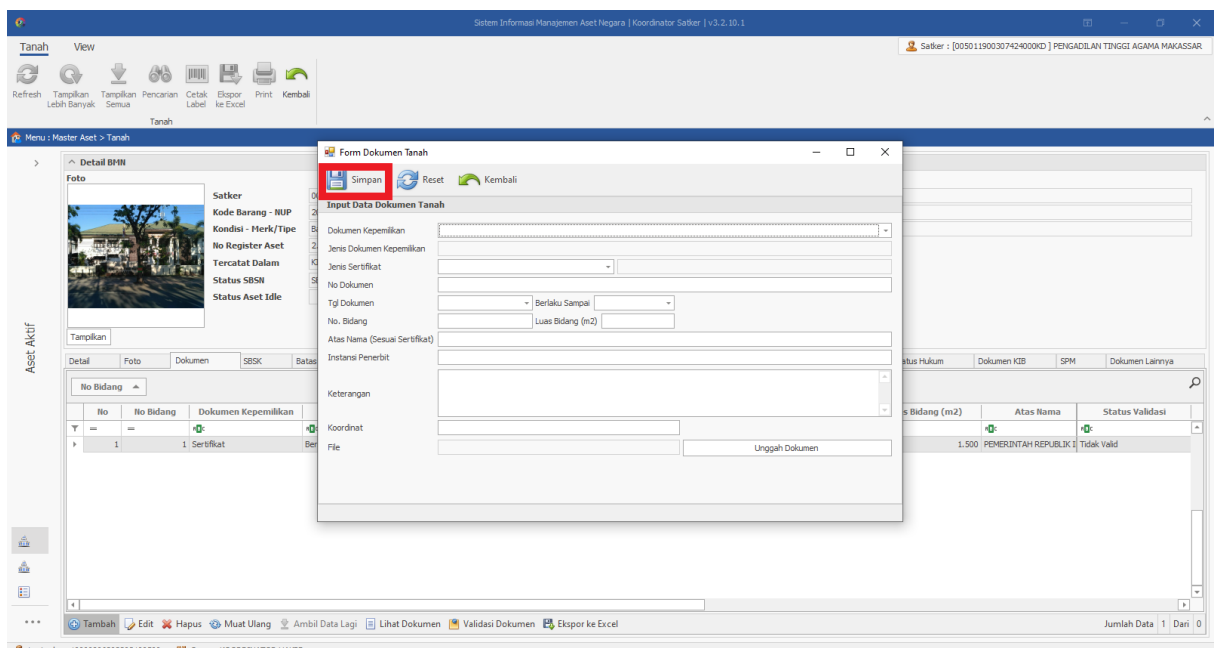 Sistem Informasi Manajemen Aset Negara | Koordinator Satker | v3.2.10.1
Tanah View
Satker : [005011900307424000KD ] PENGADILAN TINGGI AGAMA MAKASSAR
Refresh Tampilkan Lebih Banyak Tampilkan Semua Pencarian Cetak Label Ekspor ke Excel Print Kembali
Tanah
Menu : Master Aset > Tanah
Detail BMN
Foto
Satker
Kode Barang - NUP
Kondisi - Merk/Tipe
No Register Aset
Tercatat Dalam
Status SBSN
Status Aset Idle
Tampilkan
Aset Aktif
Form Dokumen Tanah
Simpan Reset Kembali
Input Data Dokumen Tanah
Dokumen Kepemilikan
Jenis Dokumen Kepemilikan
Jenis Sertifikat
No Dokumen
Tgl Dokumen Berlaku Sampai
No. Bidang Luas Bidang (m2)
Atas Nama (Sesuai Sertifikat)
Instansi Penerbit
Keterangan
Koordinat
File Unggah Dokumen
Detail Foto Dokumen SBSK Batas atus Hukum Dokumen KIB SPM Dokumen Lainnya
No Bidang
No No Bidang Dokumen Kepemilikan s Bidang (m2) Atas Nama Status Validasi
1 1 Sertifikat Ber 1.500 PEMERINTAH REPUBLIK I Tidak Valid
Tambah Edit Hapus Muat Ulang Ambil Data Lagi Lihat Dokumen Validasi Dokumen Ekspor ke Excel Jumlah Data 1 Dari 0